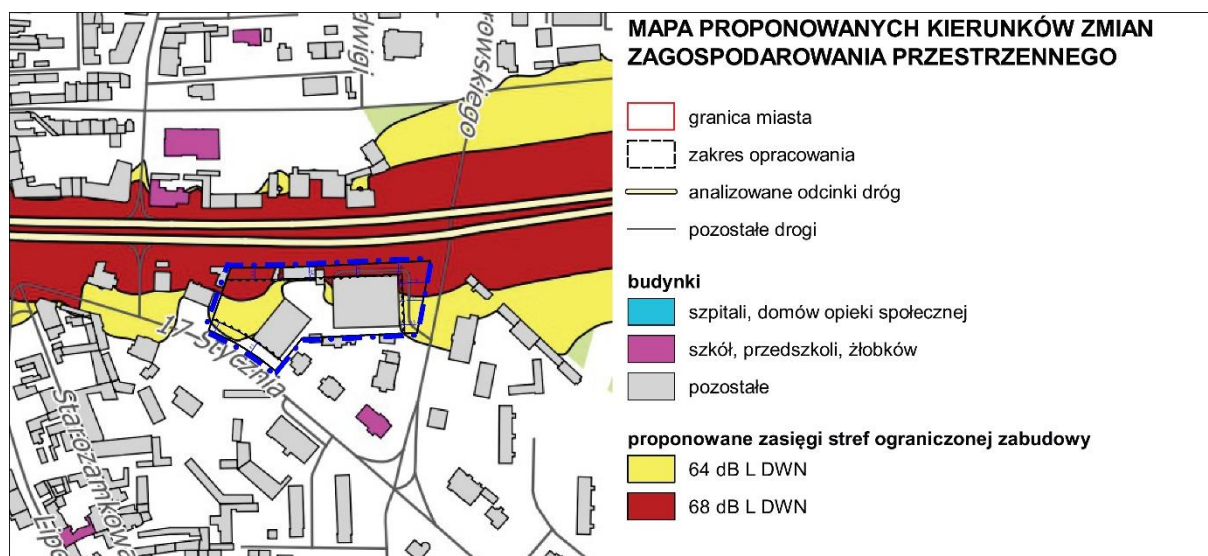 dwigi
rowskiego
17 Stycznia
Starozamkowa
MAPA PROPONOWANYCH KIERUNKÓW ZMIAN
ZAGOSPODAROWANIA PRZESTRZENNEGO
granica miasta
zakres opracowania
analizowane odcinki dróg
pozostałe drogi
budynki
szpitali, domów opieki społecznej
szkół, przedszkoli, żłobków
pozostałe
proponowane zasięgi stref ograniczonej zabudowy
64 dB L DWN
68 dB L DWN